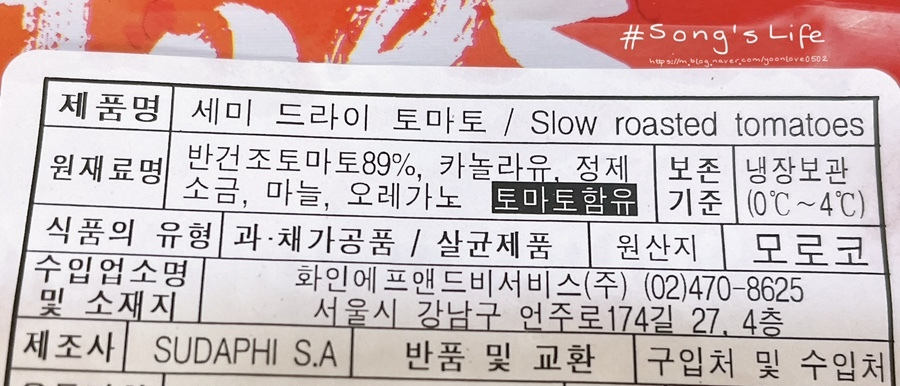 #Song's Life
https://m.blog.naver.com/yoonlove0502
제품명 세미 드라이 토마토 / Slow roasted tomatoes
원재료명 반건조토마토89%, 카놀라유, 정제
소금, 마늘, 오레가노 토마토함유
보존
기준
냉장보관
(0℃~4℃)
식품의 유형 과·채가공품 / 살균제품 원산지 모로코
수입업소명
및 소재지
화인에프앤드비서비스(주) (02)470-8625
서울시 강남구 언주로174길 27, 4층
제조사 SUDAPHI S.A 반품 및 교환 구입처 및 수입처